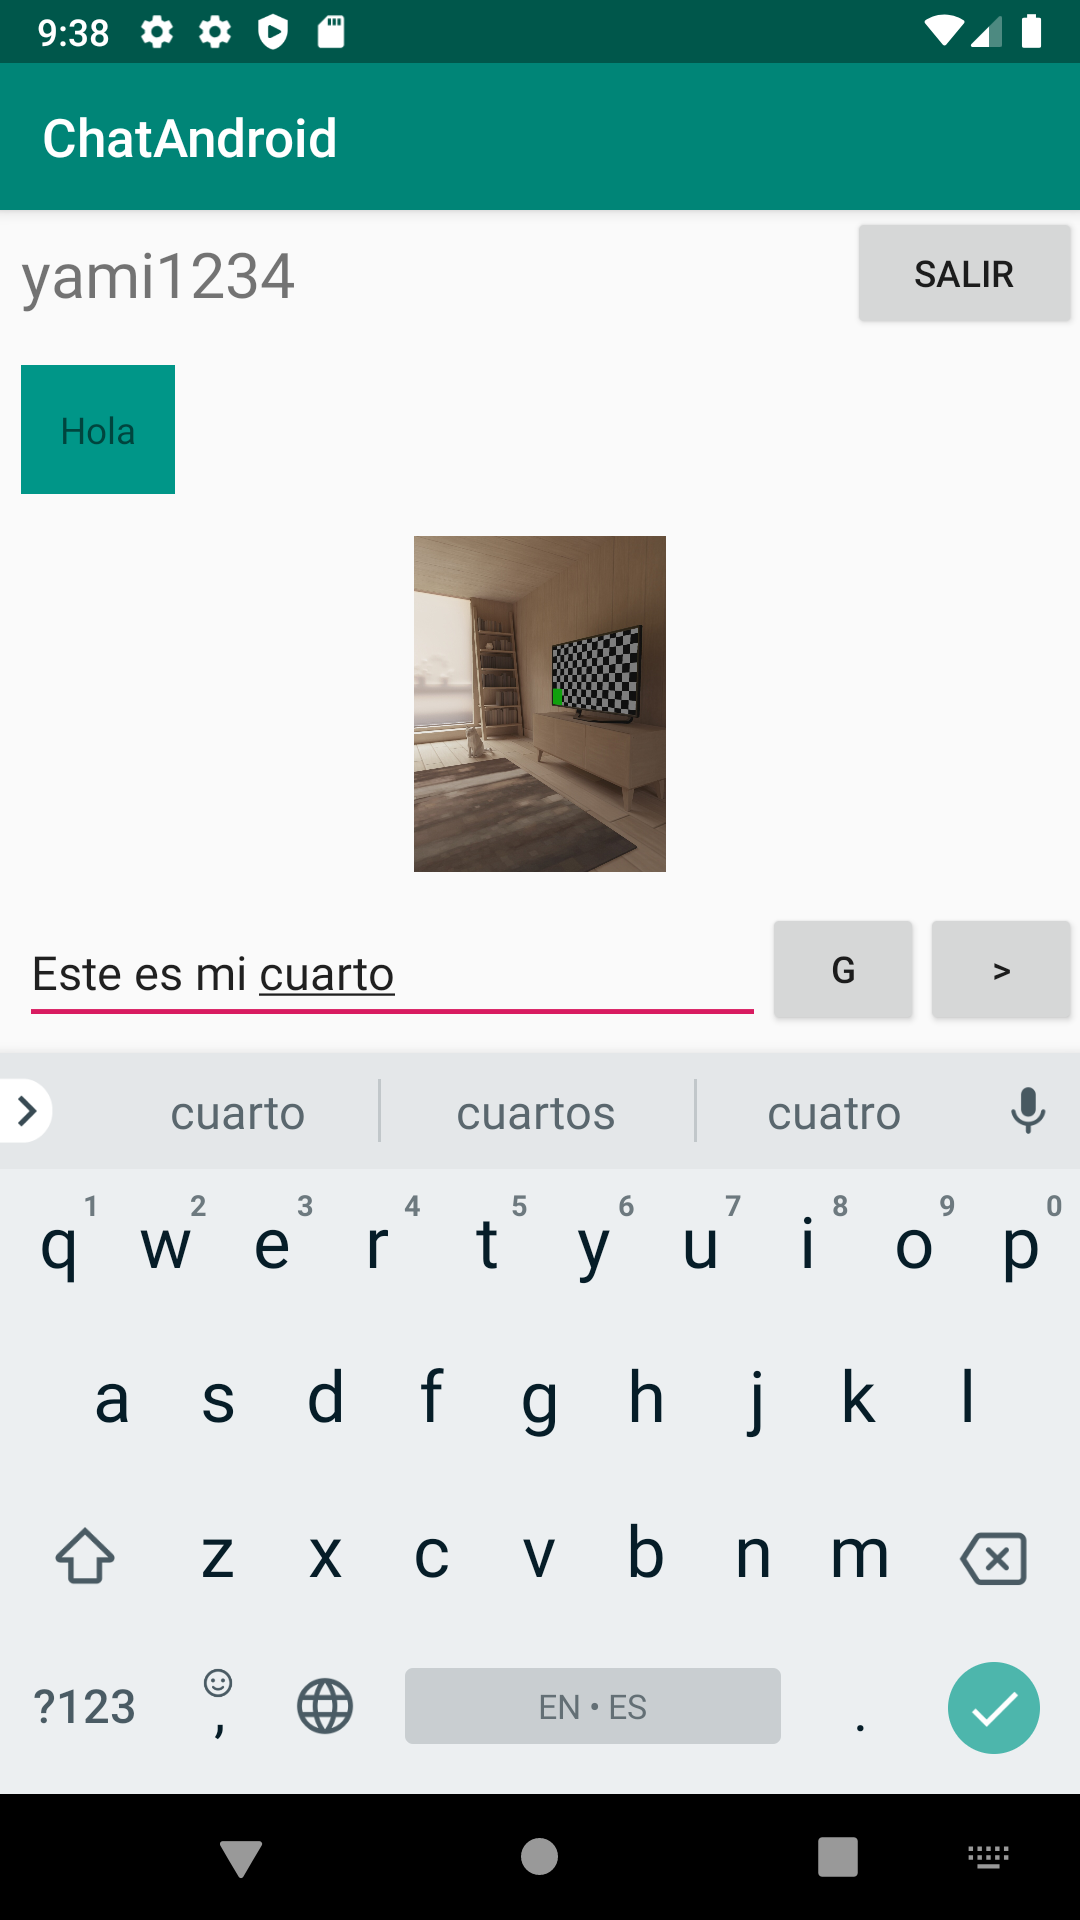 9:38
ChatAndroid
yami1234
SALIR
Hola
Este es mi cuarto
G
>
cuarto cuartos cuatro
1 2 3 4 5 6 7 8 9 0
q w e r t y u i o p
a s d f g h j k l
z x c v b n m
?123 , EN • ES .